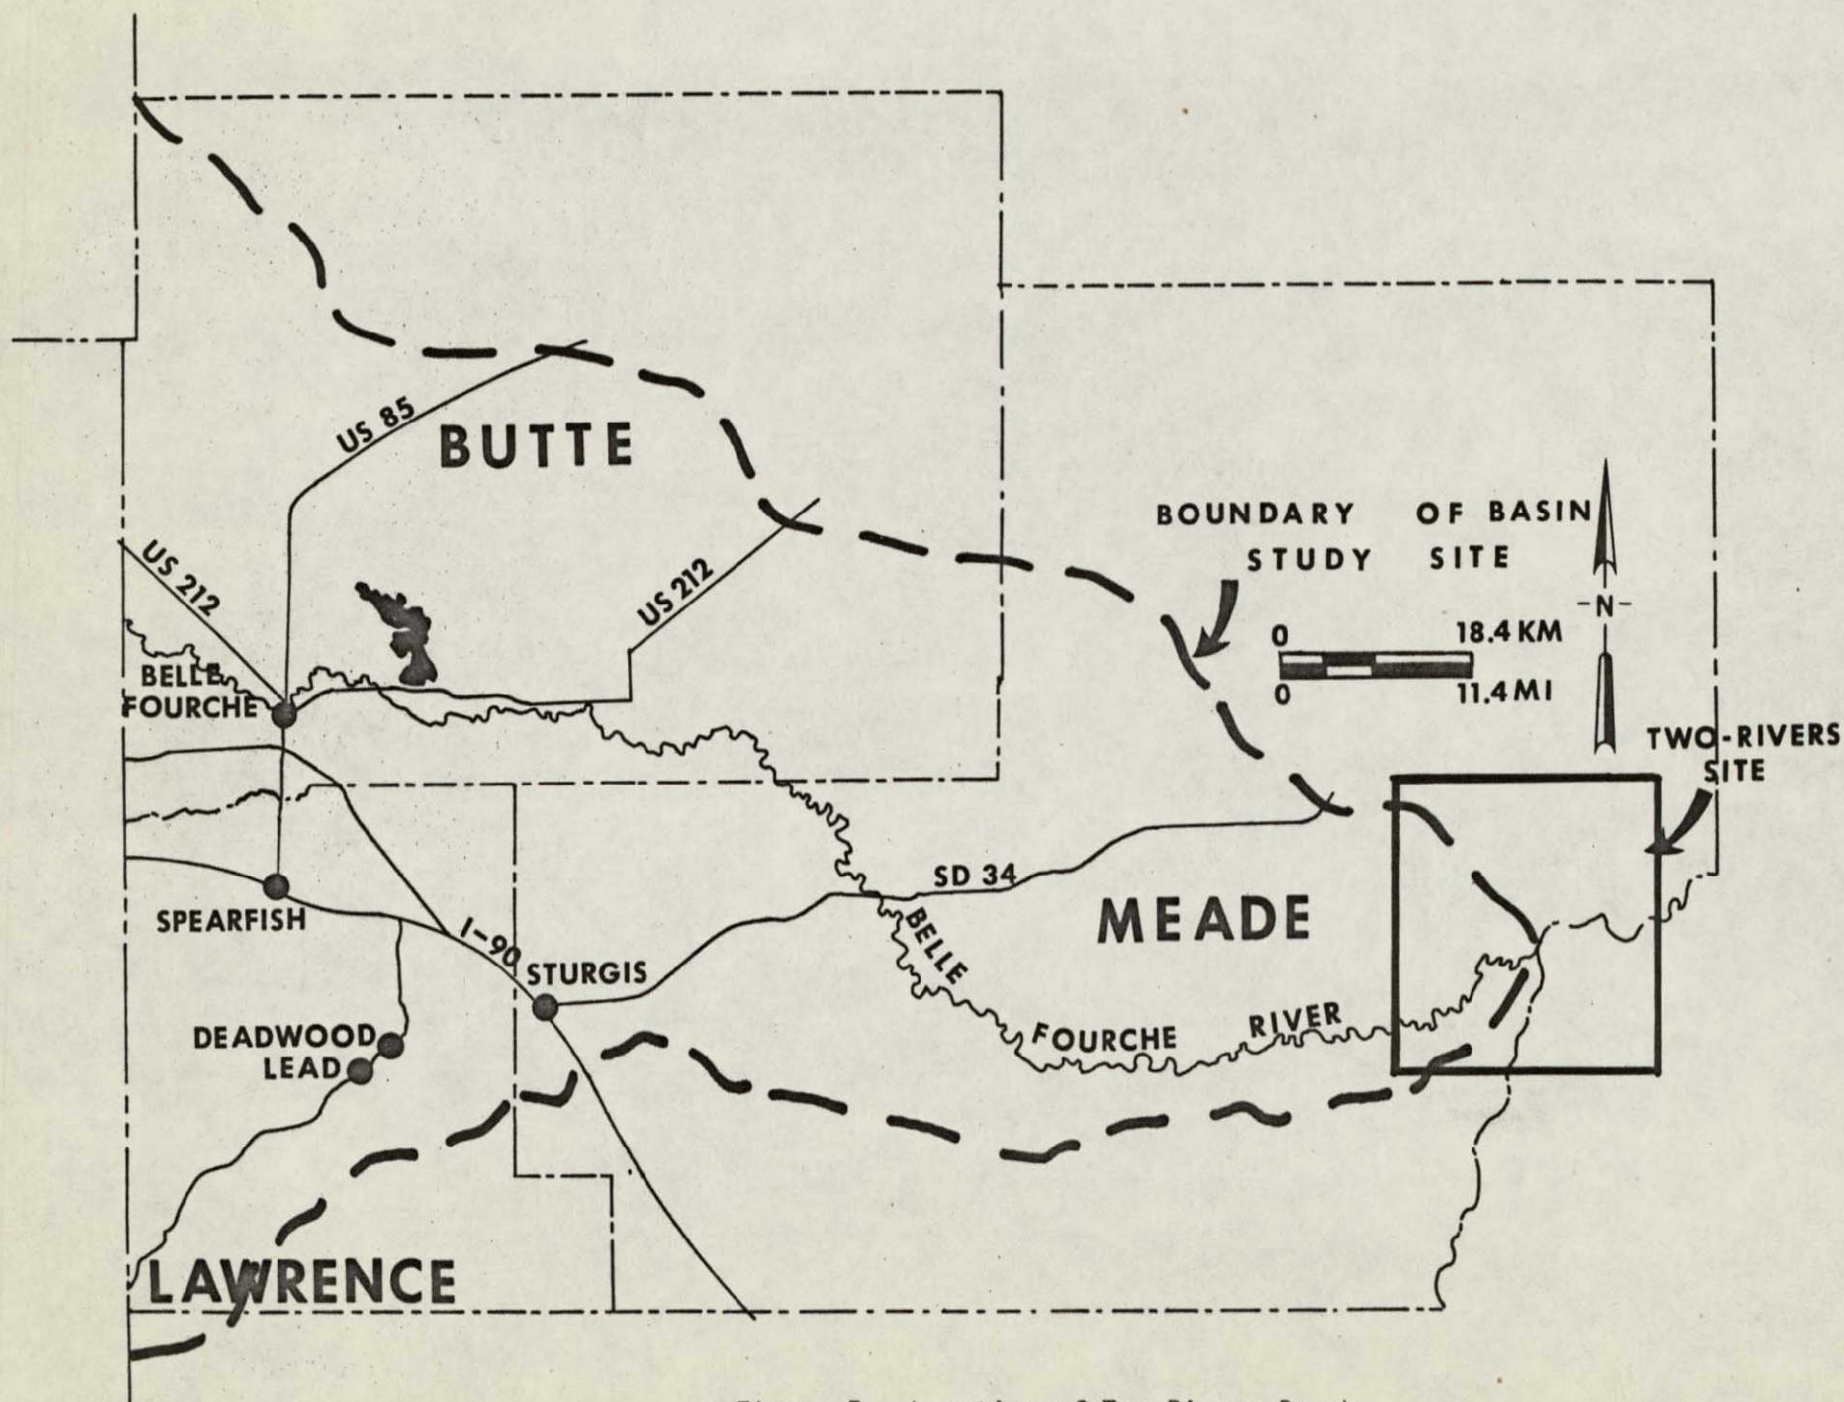 US 85
BUTTE
BOUNDARY OF BASIN
STUDY SITE
US 212
US 212
N
0 18.4 KM
0 11.4 MI
BELLE
FOURCHE
TWO-RIVERS
SITE
SD 34
SPEARFISH
I-90
MEADE
BELLE
STURGIS
FOURCHE RIVER
DEADWOOD
LEAD
LAWRENCE